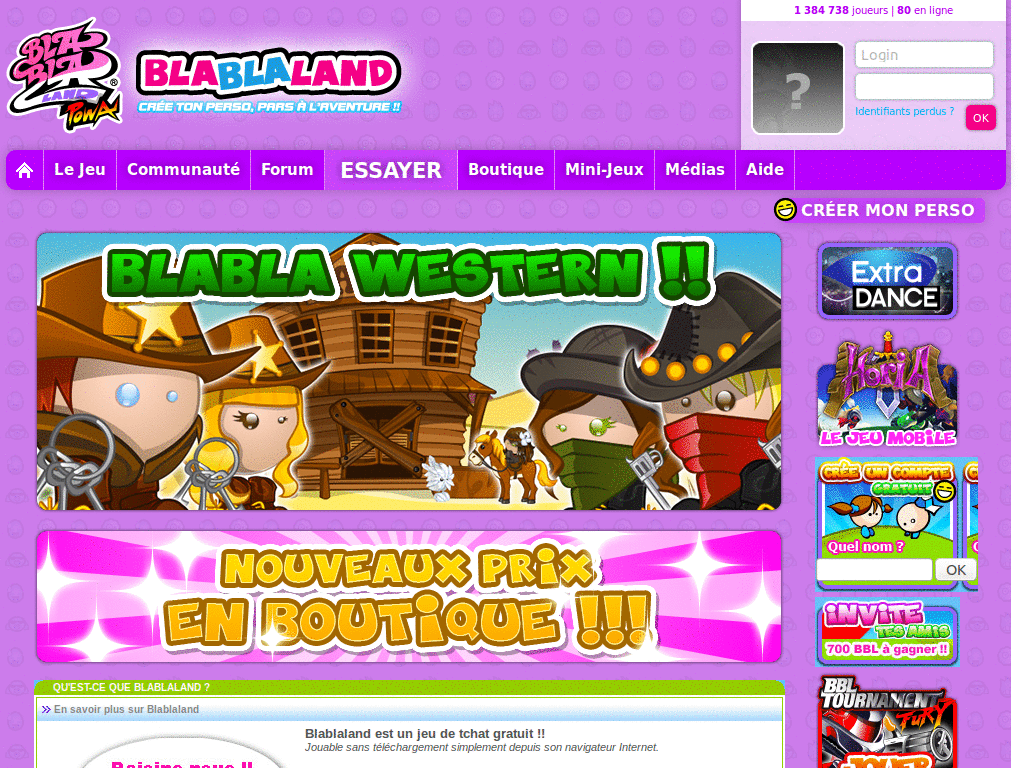 1 384 738 joueurs | 80 en ligne
BLA
BLA
LAND
POWA
®
BLABLALAND
CRÉE TON PERSO, PARS À L'AVENTURE !!
?
Login
Identifiants perdus ?
OK
Le Jeu
Communauté
Forum
ESSAYER
Boutique
Mini-Jeux
Médias
Aide
CRÉER MON PERSO
BLABLA WESTERN !!
Extra
DANCE
HORIA
LE JEU MOBILE
CRÉE UN COMPTE
GRATUIT
Quel nom ?
OK
NOUVEAUX PRIX
EN BOUTIQUE !!!
INVITE
TES AMIS
700 BBL à gagner !!
BBL
TOURNAMENT
FURY
JOUER
QU'EST-CE QUE BLABLALAND ?
En savoir plus sur Blablaland
Blablaland est un jeu de tchat gratuit !!
Jouable sans téléchargement simplement depuis son navigateur Internet.